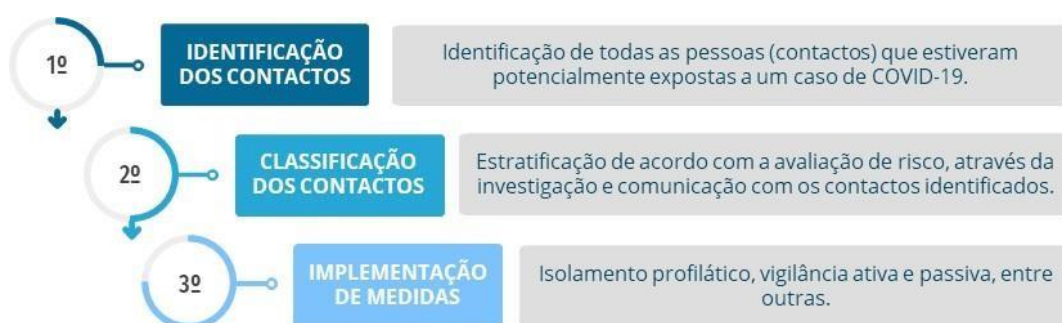 1º
IDENTIFICAÇÃO
DOS CONTACTOS
Identificação de todas as pessoas (contactos) que estiveram
potencialmente expostas a um caso de COVID-19.
2º
CLASSIFICAÇÃO
DOS CONTACTOS
Estratificação de acordo com a avaliação de risco, através da
investigação e comunicação com os contactos identificados.
3º
IMPLEMENTAÇÃO
DE MEDIDAS
Isolamento profilático, vigilância ativa e passiva, entre
outras.